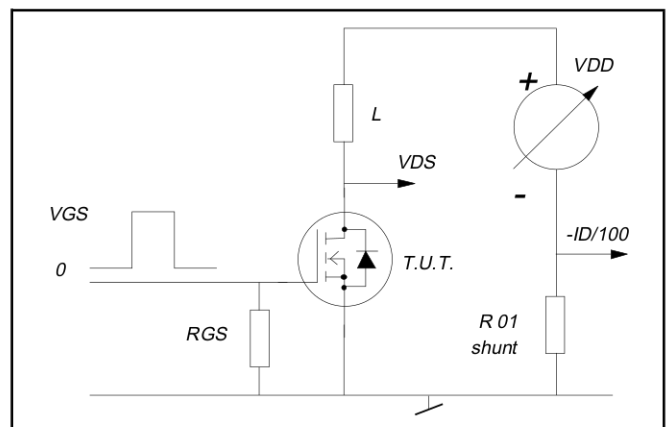 +
VDD
L
VDS
-
VGS
-ID/100
0
T.U.T.
RGS
R 01
shunt